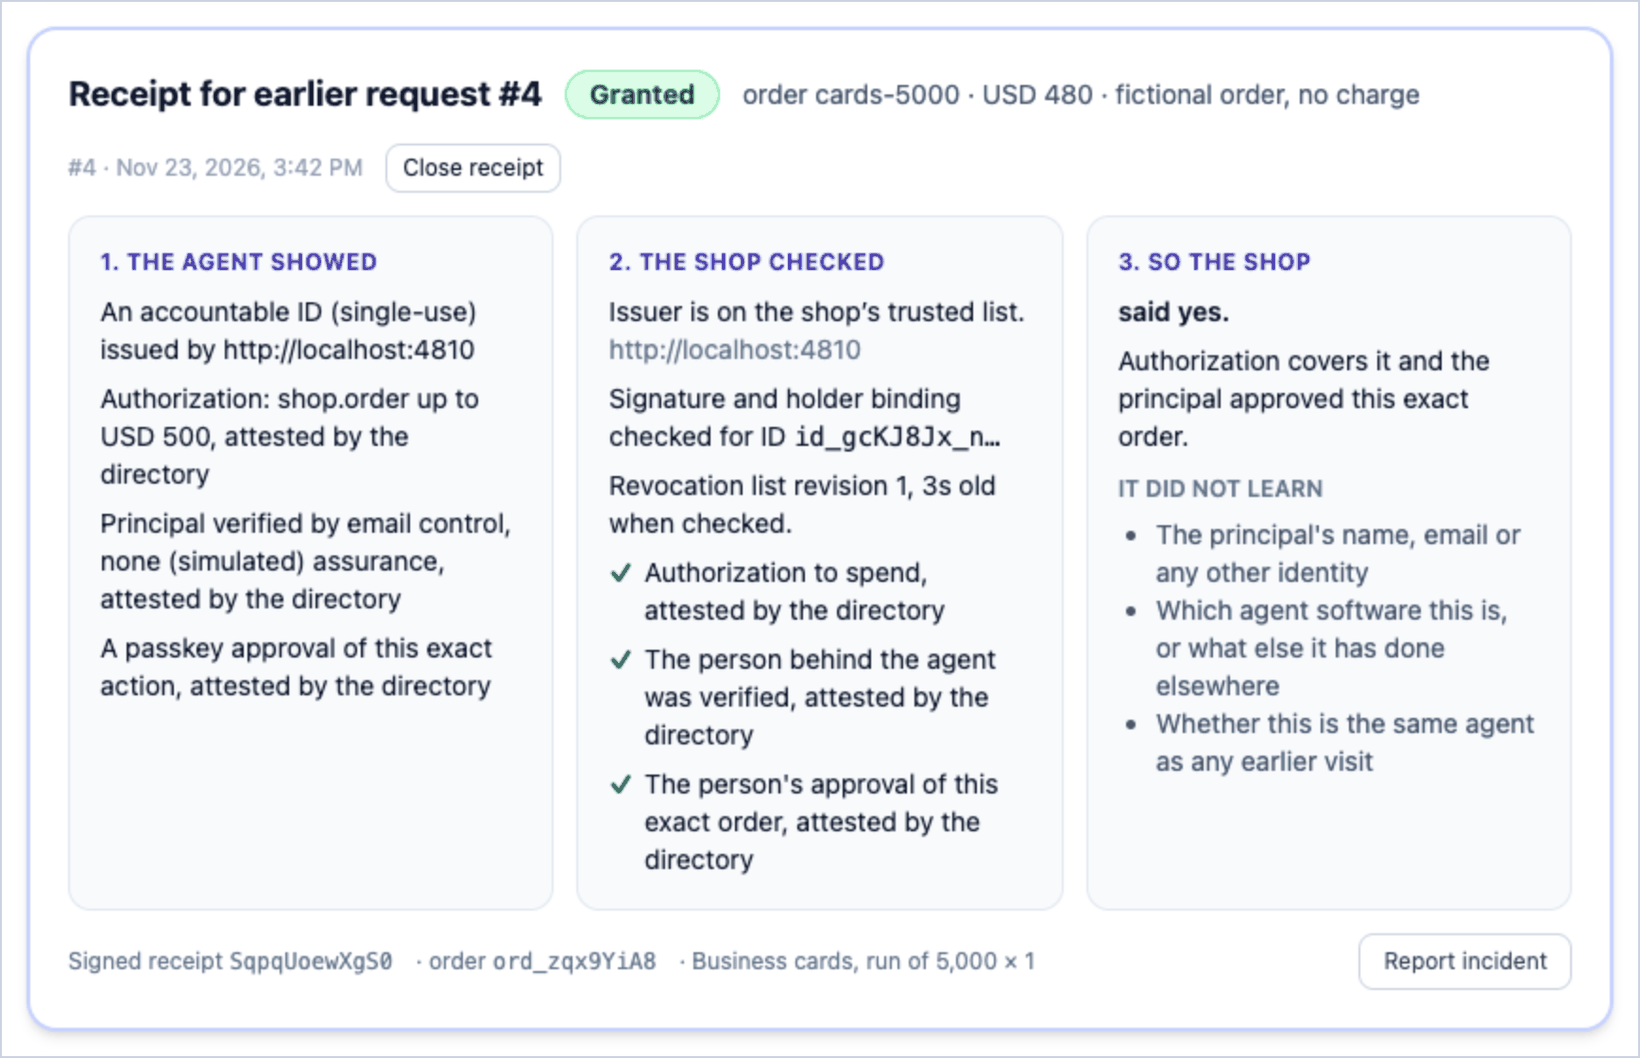 Receipt for earlier request #4
Granted
order cards-5000 · USD 480 · fictional order, no charge
#4 · Nov 23, 2026, 3:42 PM
Close receipt
1. THE AGENT SHOWED
An accountable ID (single-use)
issued by http://localhost:4810
Authorization: shop.order up to
USD 500, attested by the
directory
Principal verified by email control,
none (simulated) assurance,
attested by the directory
A passkey approval of this exact
action, attested by the directory
2. THE SHOP CHECKED
Issuer is on the shop’s trusted list.
http://localhost:4810
Signature and holder binding
checked for ID id_gcKJ8Jx_n…
Revocation list revision 1, 3s old
when checked.
✓ Authorization to spend,
attested by the directory
✓ The person behind the agent
was verified, attested by the
directory
✓ The person's approval of this
exact order, attested by the
directory
3. SO THE SHOP
said yes.
Authorization covers it and the
principal approved this exact
order.
IT DID NOT LEARN
• The principal's name, email or
any other identity
• Which agent software this is,
or what else it has done
elsewhere
• Whether this is the same agent
as any earlier visit
Signed receipt SqpqUoewXgS0 · order ord_zqx9YiA8 · Business cards, run of 5,000 × 1
Report incident